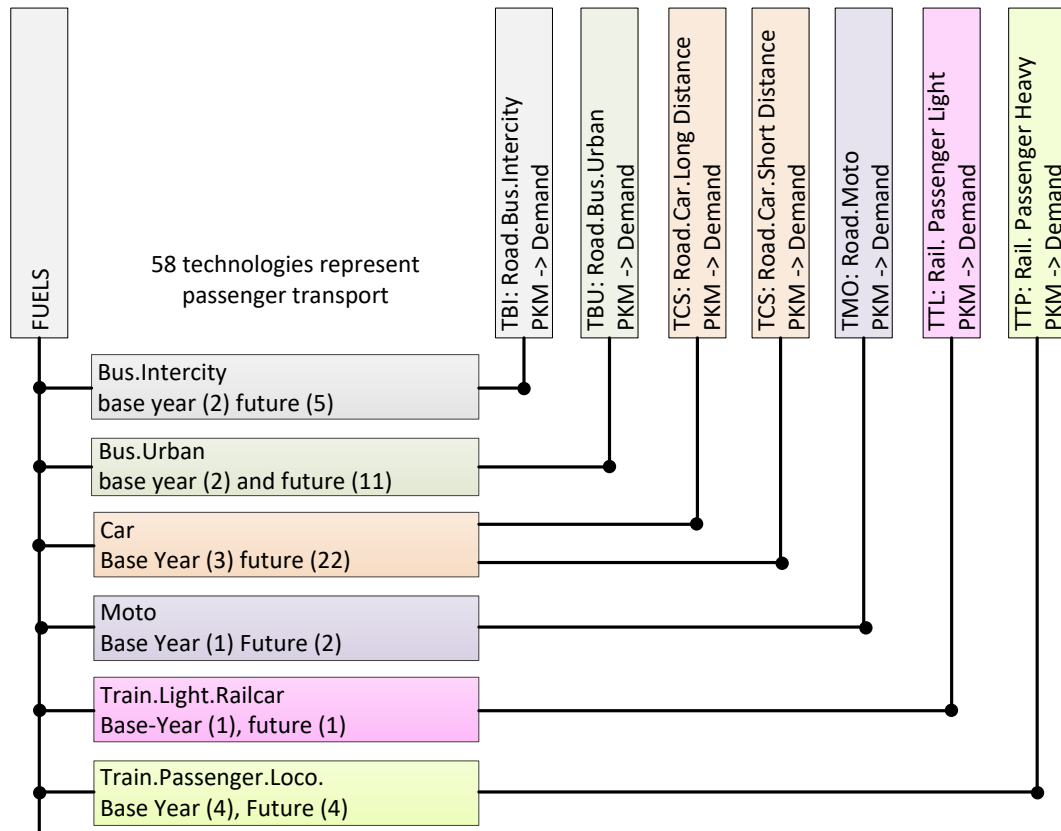 FUELS
58 technologies represent
passenger transport
TBI: Road.Bus.Intercity
PKM -> Demand
TBU: Road.Bus.Urban
PKM -> Demand
TCS: Road.Car.Long Distance
PKM -> Demand
TCS: Road.Car.Short Distance
PKM -> Demand
TMO: Road.Moto
PKM -> Demand
TTL: Rail. Passenger Light
PKM -> Demand
TTP: Rail. Passenger Heavy
PKM -> Demand
Bus.Intercity
base year (2) future (5)
Bus.Urban
base year (2) and future (11)
Car
Base Year (3) future (22)
Moto
Base Year (1) Future (2)
Train.Light.Railcar
Base-Year (1), future (1)
Train.Passenger.Loco.
Base Year (4), Future (4)